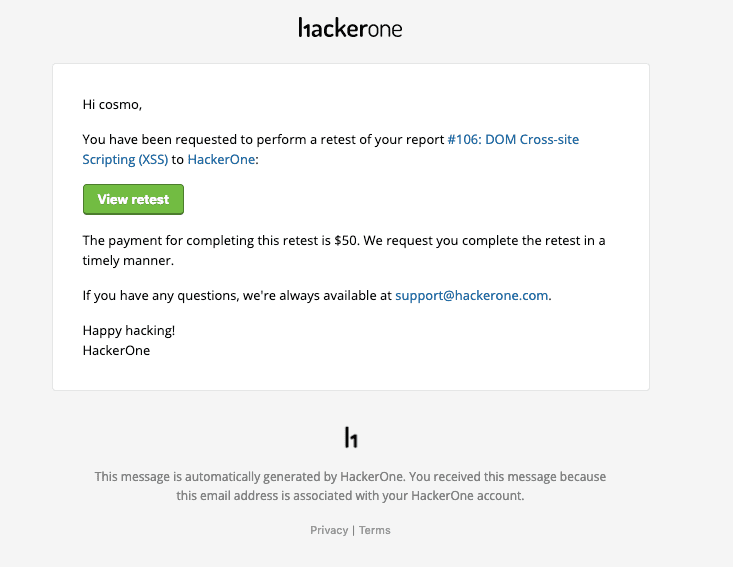 hackerone
Hi cosmo,
You have been requested to perform a retest of your report #106: DOM Cross-site
Scripting (XSS) to HackerOne:
View retest
The payment for completing this retest is $50. We request you complete the retest in a
timely manner.
If you have any questions, we're always available at support@hackerone.com.
Happy hacking!
HackerOne
h1
This message is automatically generated by HackerOne. You received this message because
this email address is associated with your HackerOne account.
Privacy | Terms